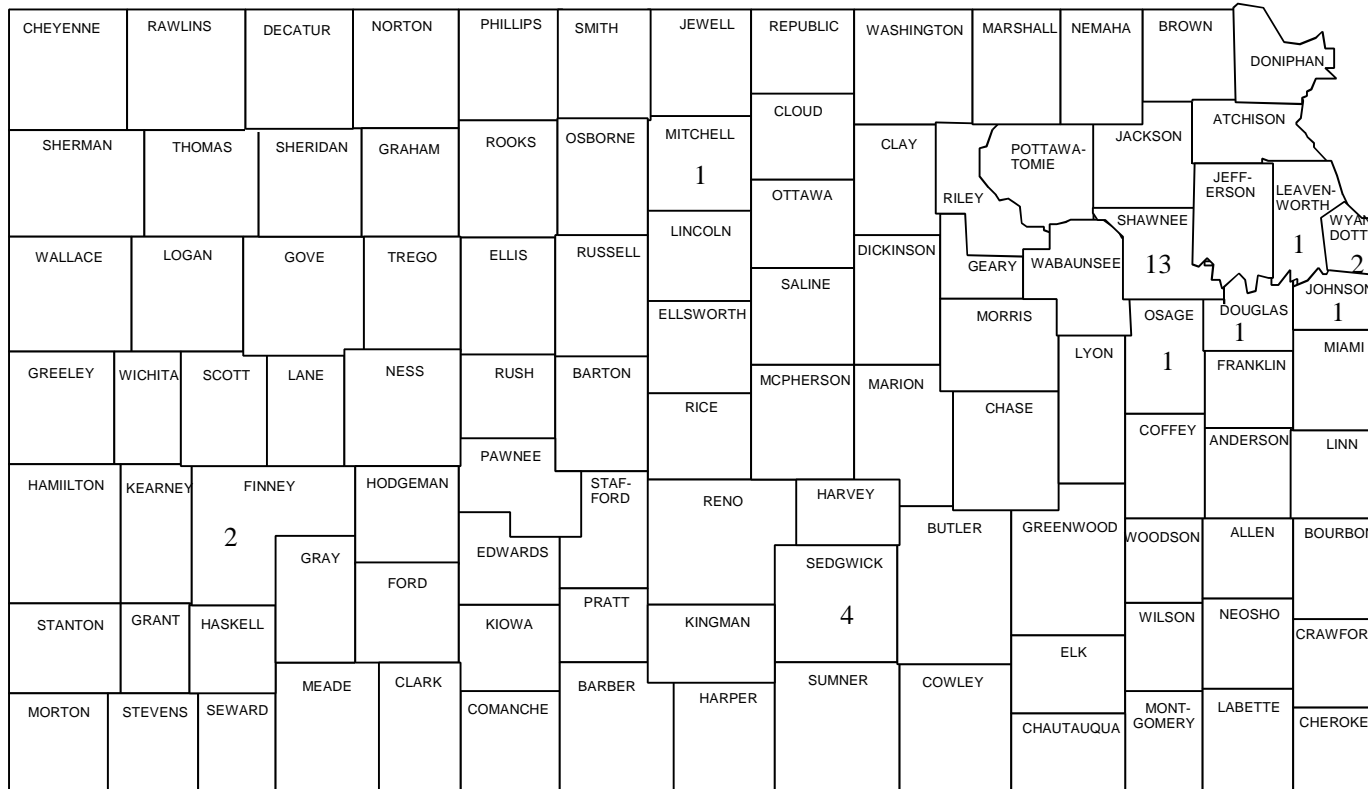 CHEYENNE
RAWLINS
DECATUR
NORTON
PHILLIPS
SMITH
JEWELL
REPUBLIC
WASHINGTON
MARSHALL
NEMAHA
BROWN
DONIPHAN
CLOUD
ATCHISON
SHERMAN
THOMAS
SHERIDAN
GRAHAM
ROOKS
OSBORNE
MITCHELL
1
CLAY
POTTAWA-
TOMIE
JACKSON
JEFF-
ERSON
LEAVEN-
WORTH
1
OTTAWA
RILEY
SHAWNEE
13
WYAN
DOTT
2
LINCOLN
WALLACE
LOGAN
GOVE
TREGO
ELLIS
RUSSELL
DICKINSON
GEARY
WABAUNSEE
SALINE
JOHNSON
1
ELLSWORTH
MORRIS
OSAGE
1
DOUGLAS
1
MIAMI
LYON
GREELEY
WICHITA
SCOTT
LANE
NESS
RUSH
BARTON
MCPHERSON
MARION
FRANKLIN
RICE
CHASE
COFFEY
ANDERSON
LINN
PAWNEE
HAMIILTON
KEARNEY
FINNEY
2
HODGEMAN
STAF-
FORD
RENO
HARVEY
BUTLER
GREENWOOD
WOODSON
ALLEN
BOURBON
GRAY
EDWARDS
SEDGWICK
4
FORD
PRATT
STANTON
GRANT
HASKELL
KIOWA
KINGMAN
WILSON
NEOSHO
CRAWFOR
ELK
MEADE
CLARK
BARBER
SUMNER
COWLEY
HARPER
MORTON
STEVENS
SEWARD
COMANCHE
CHAUTAUQUA
MONT-
GOMERY
LABETTE
CHEROKE